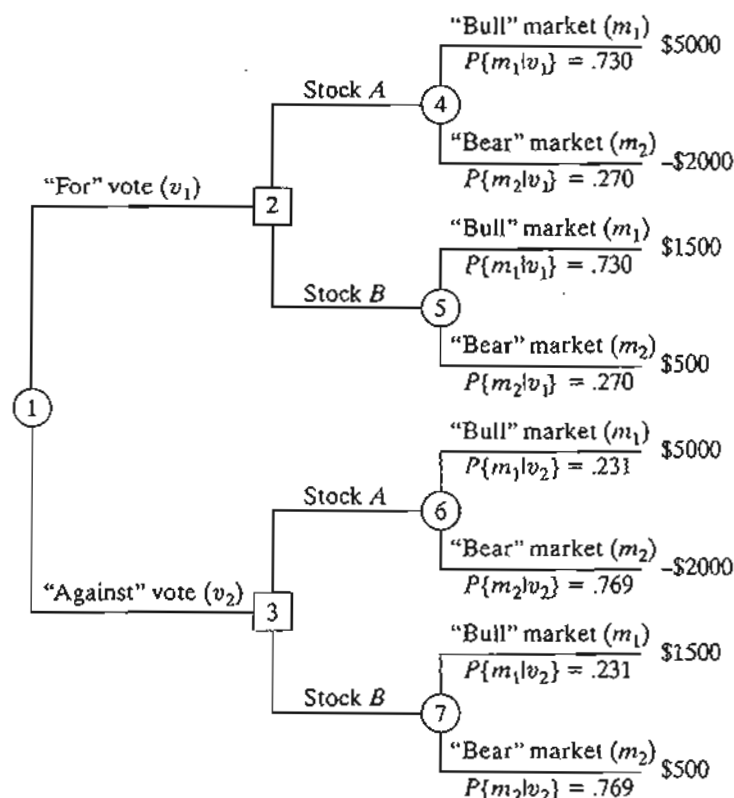 “Bull” market (m₁)
$5000
P{m₁|v₁} = .730
Stock A
4
“Bear” market (m₂)
–$2000
P{m₂|v₁} = .270
“For” vote (v₁)
2
“Bull” market (m₁)
$1500
P{m₁|v₁} = .730
Stock B
5
“Bear” market (m₂)
$500
P{m₂|v₁} = .270
1
“Bull” market (m₁)
$5000
P{m₁|v₂} = .231
Stock A
6
“Bear” market (m₂)
–$2000
P{m₂|v₂} = .769
“Against” vote (v₂)
3
“Bull” market (m₁)
$1500
P{m₁|v₂} = .231
Stock B
7
“Bear” market (m₂)
$500
P{m₂|v₂} = .769